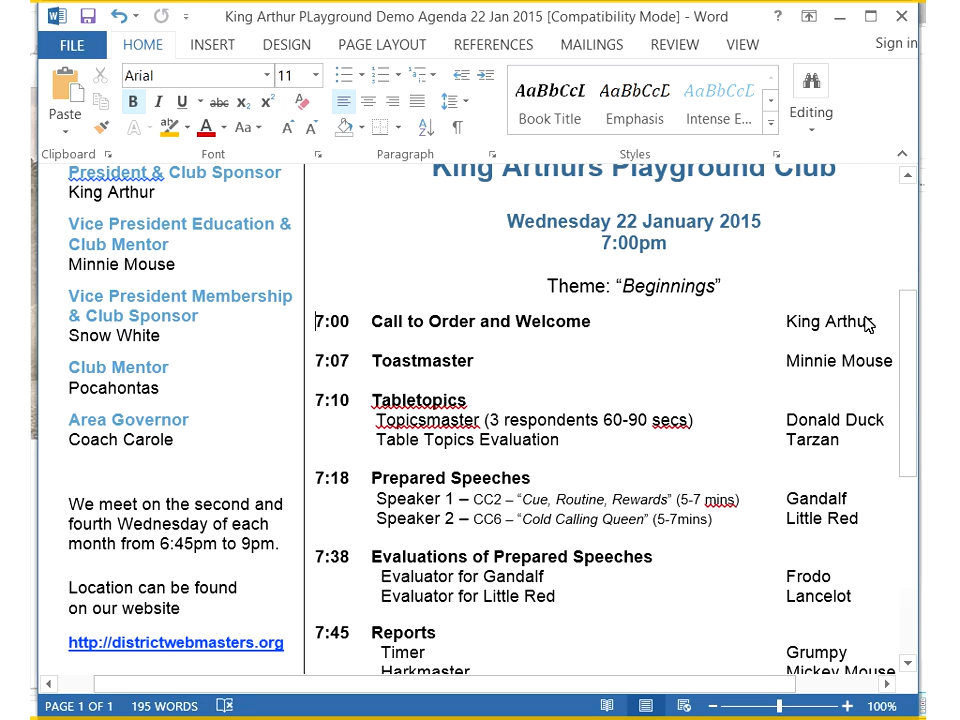 King Arthur PLayground Demo Agenda 22 Jan 2015 [Compatibility Mode] - Word
FILE HOME INSERT DESIGN PAGE LAYOUT REFERENCES MAILINGS REVIEW VIEW Sign in
Arial 11
Paste
AaBbCcI AaBbCcD AaBbCcD
Book Title Emphasis Intense E...
Editing
Clipboard Font Paragraph Styles
President & Club Sponsor
King Arthur
Vice President Education &
Club Mentor
Minnie Mouse
Vice President Membership
& Club Sponsor
Snow White
Club Mentor
Pocahontas
Area Governor
Coach Carole
We meet on the second and
fourth Wednesday of each
month from 6:45pm to 9pm.
Location can be found
on our website
http://districtwebmasters.org
King Arthurs Playground Club
Wednesday 22 January 2015
7:00pm
Theme: “Beginnings”
7:00 Call to Order and Welcome King Arthur
7:07 Toastmaster Minnie Mouse
7:10 Tabletopics
Topicsmaster (3 respondents 60-90 secs) Donald Duck
Table Topics Evaluation Tarzan
7:18 Prepared Speeches
Speaker 1 – CC2 – “Cue, Routine, Rewards” (5-7 mins) Gandalf
Speaker 2 – CC6 – “Cold Calling Queen” (5-7mins) Little Red
7:38 Evaluations of Prepared Speeches
Evaluator for Gandalf Frodo
Evaluator for Little Red Lancelot
7:45 Reports
Timer Grumpy
Harkmaster Mickey Mouse
PAGE 1 OF 1 195 WORDS 100%